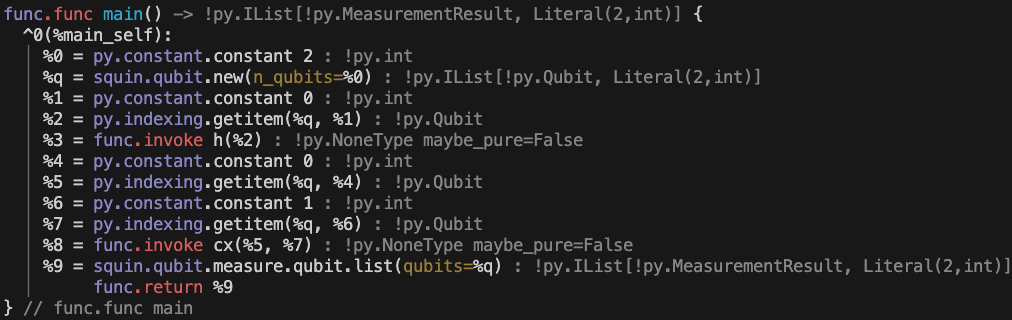 func.func main() -> !py.IList[!py.MeasurementResult, Literal(2,int)] {
^0(%main_self):
%0 = py.constant.constant 2 : !py.int
%q = squin.qubit.new(n_qubits=%0) : !py.IList[!py.Qubit, Literal(2,int)]
%1 = py.constant.constant 0 : !py.int
%2 = py.indexing.getitem(%q, %1) : !py.Qubit
%3 = func.invoke h(%2) : !py.NoneType maybe_pure=False
%4 = py.constant.constant 0 : !py.int
%5 = py.indexing.getitem(%q, %4) : !py.Qubit
%6 = py.constant.constant 1 : !py.int
%7 = py.indexing.getitem(%q, %6) : !py.Qubit
%8 = func.invoke cx(%5, %7) : !py.NoneType maybe_pure=False
%9 = squin.qubit.measure.qubit.list(qubits=%q) : !py.IList[!py.MeasurementResult, Literal(2,int)]
func.return %9
} // func.func main